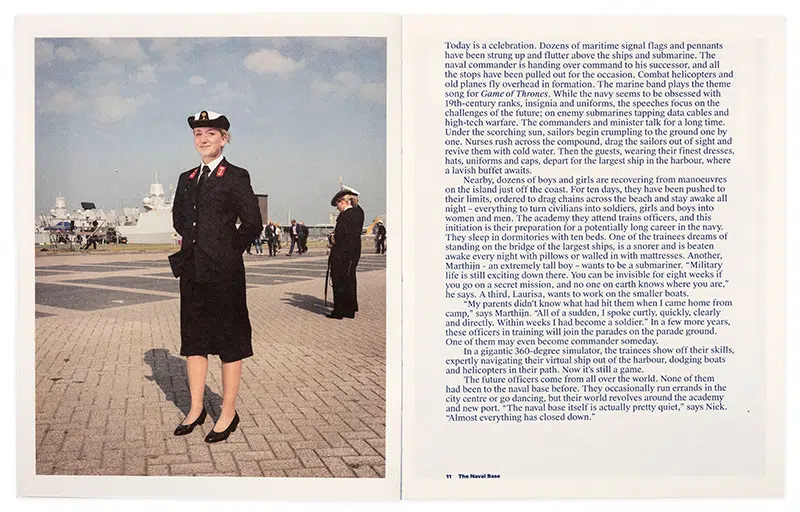 Today is a celebration. Dozens of maritime signal flags and pennants
have been strung up and flutter above the ships and submarine. The
naval commander is handing over command to his successor, and all
the stops have been pulled out for the occasion. Combat helicopters and
old planes fly overhead in formation. The marine band plays the theme
song for Game of Thrones. While the navy seems to be obsessed with
19th-century ranks, insignia and uniforms, the speeches focus on the
challenges of the future; on enemy submarines tapping data cables and
high-tech warfare. The commanders and minister talk for a long time.
Under the scorching sun, sailors begin crumpling to the ground one by
one. Nurses rush across the compound, drag the sailors out of sight and
revive them with cold water. Then the guests, wearing their finest dresses,
hats, uniforms and caps, depart for the largest ship in the harbour, where
a lavish buffet awaits.
Nearby, dozens of boys and girls are recovering from manoeuvres
on the island just off the coast. For ten days, they have been pushed to
their limits, ordered to drag chains across the beach and stay awake all
night – everything to turn civilians into soldiers, girls and boys into
women and men. The academy they attend trains officers, and this
initiation is their preparation for a potentially long career in the navy.
They sleep in dormitories with ten beds. One of the trainees dreams of
standing on the bridge of the largest ships, is a snorer and is beaten
awake every night with pillows or walled in with mattresses. Another,
Marthijn – an extremely tall boy – wants to be a submariner. “Military
life is still exciting down there. You can be invisible for eight weeks if
you go on a secret mission, and no one on earth knows where you are,”
he says. A third, Laurisa, wants to work on the smaller boats.
“My parents didn’t know what had hit them when I came home from
camp,” says Marthijn. “All of a sudden, I spoke curtly, quickly, clearly
and directly. Within weeks I had become a soldier.” In a few more years,
these officers in training will join the parades on the parade ground.
One of them may even become commander someday.
In a gigantic 360-degree simulator, the trainees show off their skills,
expertly navigating their virtual ship out of the harbour, dodging boats
and helicopters in their path. Now it’s still a game.
The future officers come from all over the world. None of them
had been to the naval base before. They occasionally run errands in the
city centre or go dancing, but their world revolves around the academy
and new port. “The naval base itself is actually pretty quiet,” says Niek.
“Almost everything has closed down.”
11 The Naval Base